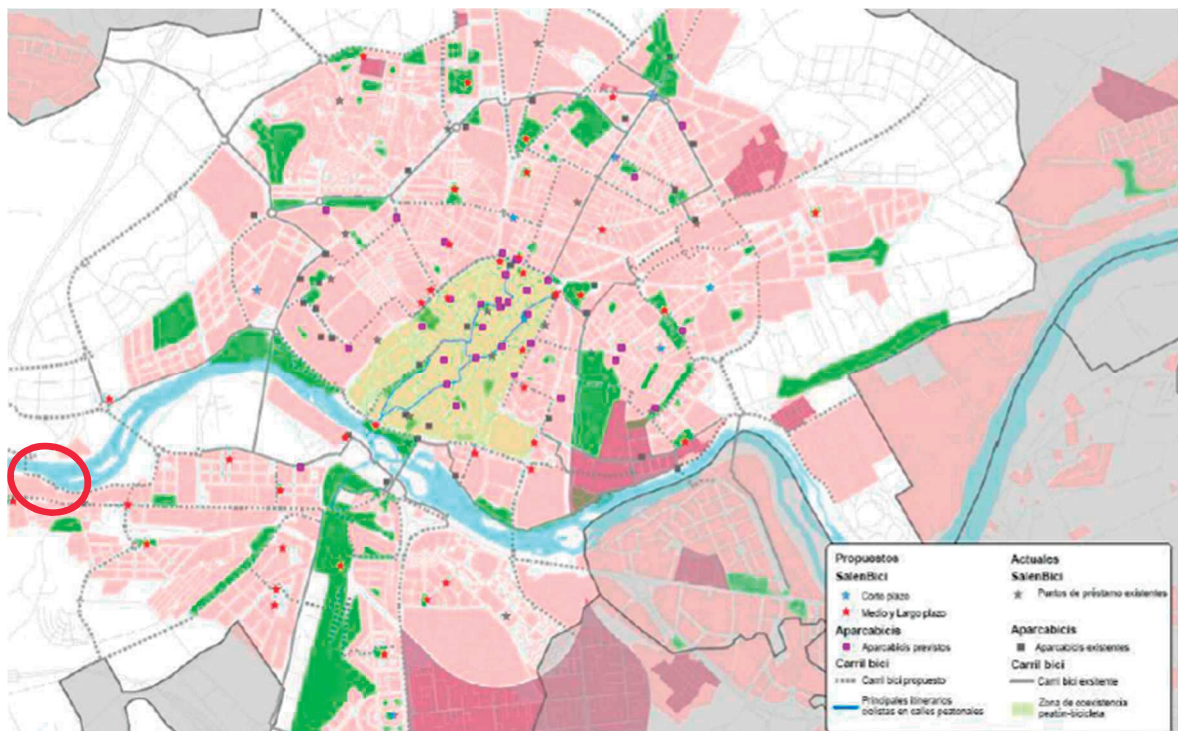 Propuestos
SalenBici
Corto plazo
Medio y Largo plazo
Aparcabicis
Aparcabicis previstos
Carril bici
Carril bici propuesto
Principales itinerarios
ciclistas en calles peatonales
Actuales
SalenBici
Puntos de préstamo existentes
Aparcabicis
Aparcabicis existentes
Carril bici
Carril bici existente
Zona de coexistencia
peatón-bicicleta